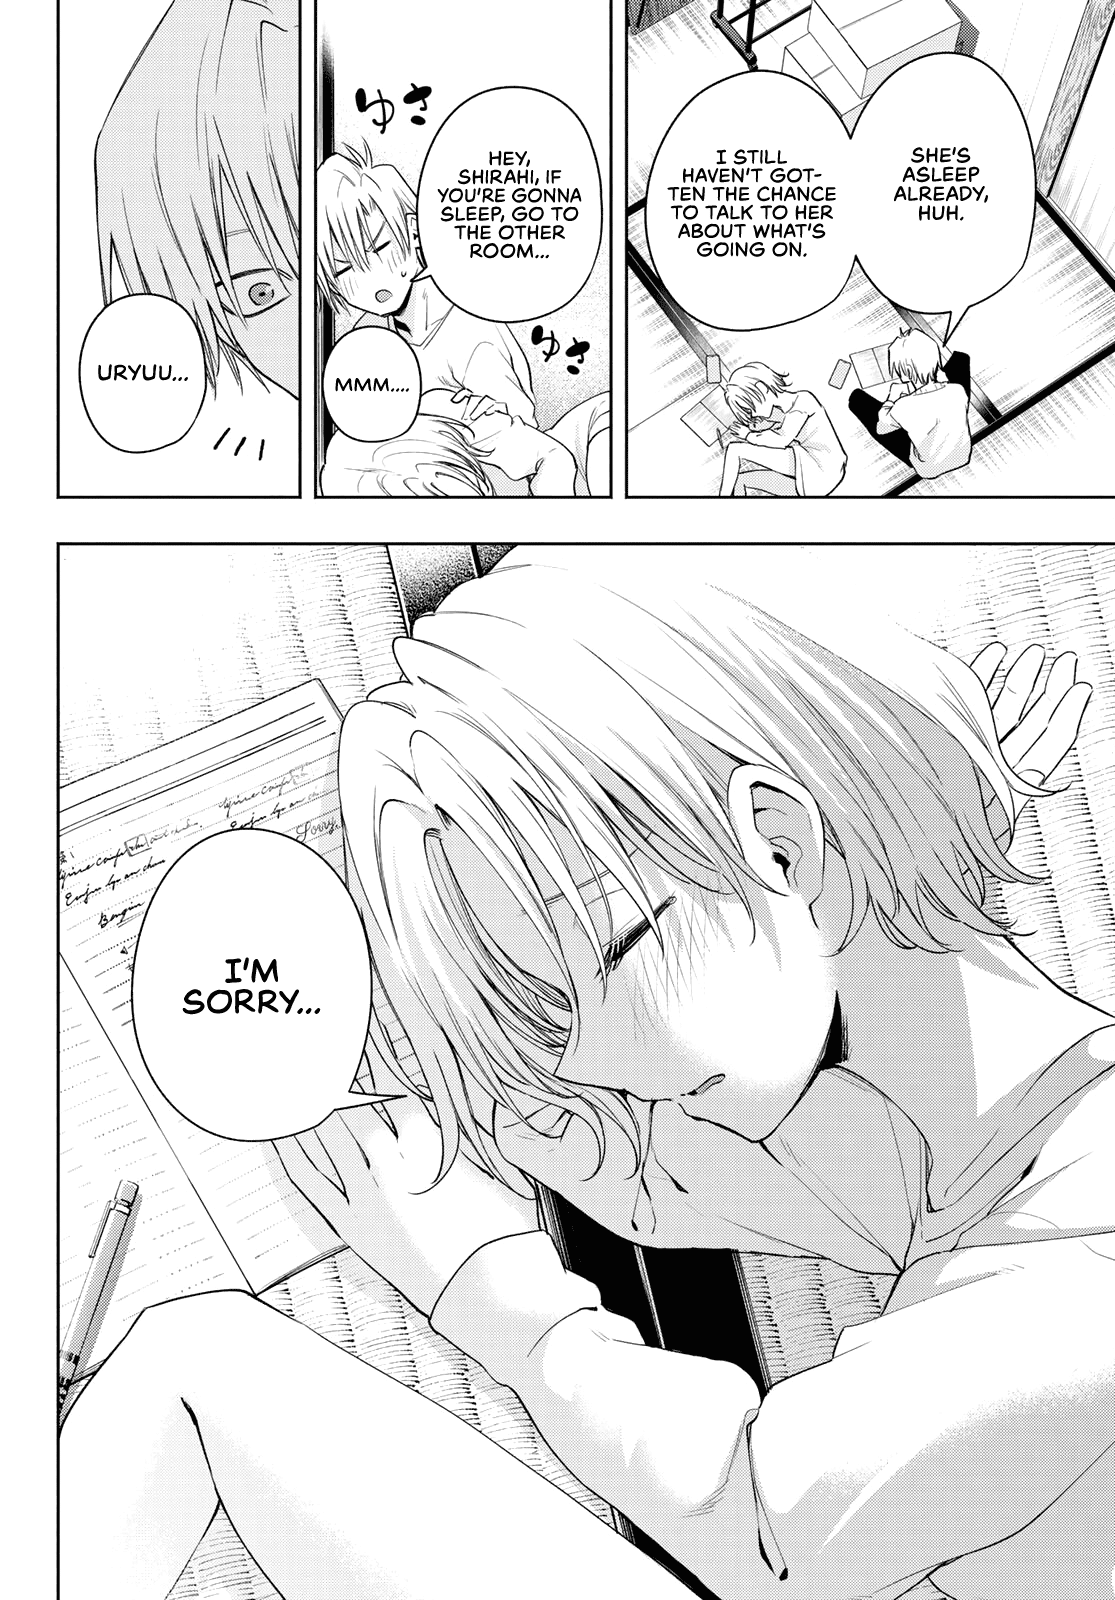 SHE'S
ASLEEP
ALREADY,
HUH.
I STILL
HAVEN'T GOT-
TEN THE CHANCE
TO TALK TO HER
ABOUT WHAT'S
GOING ON.
ゆさ
HEY,
SHIRAHI, IF
YOU'RE GONNA
SLEEP, GO TO
THE OTHER
ROOM...
ゆさ
MMM....
URYUU...
Sorry
I'M
SORRY...